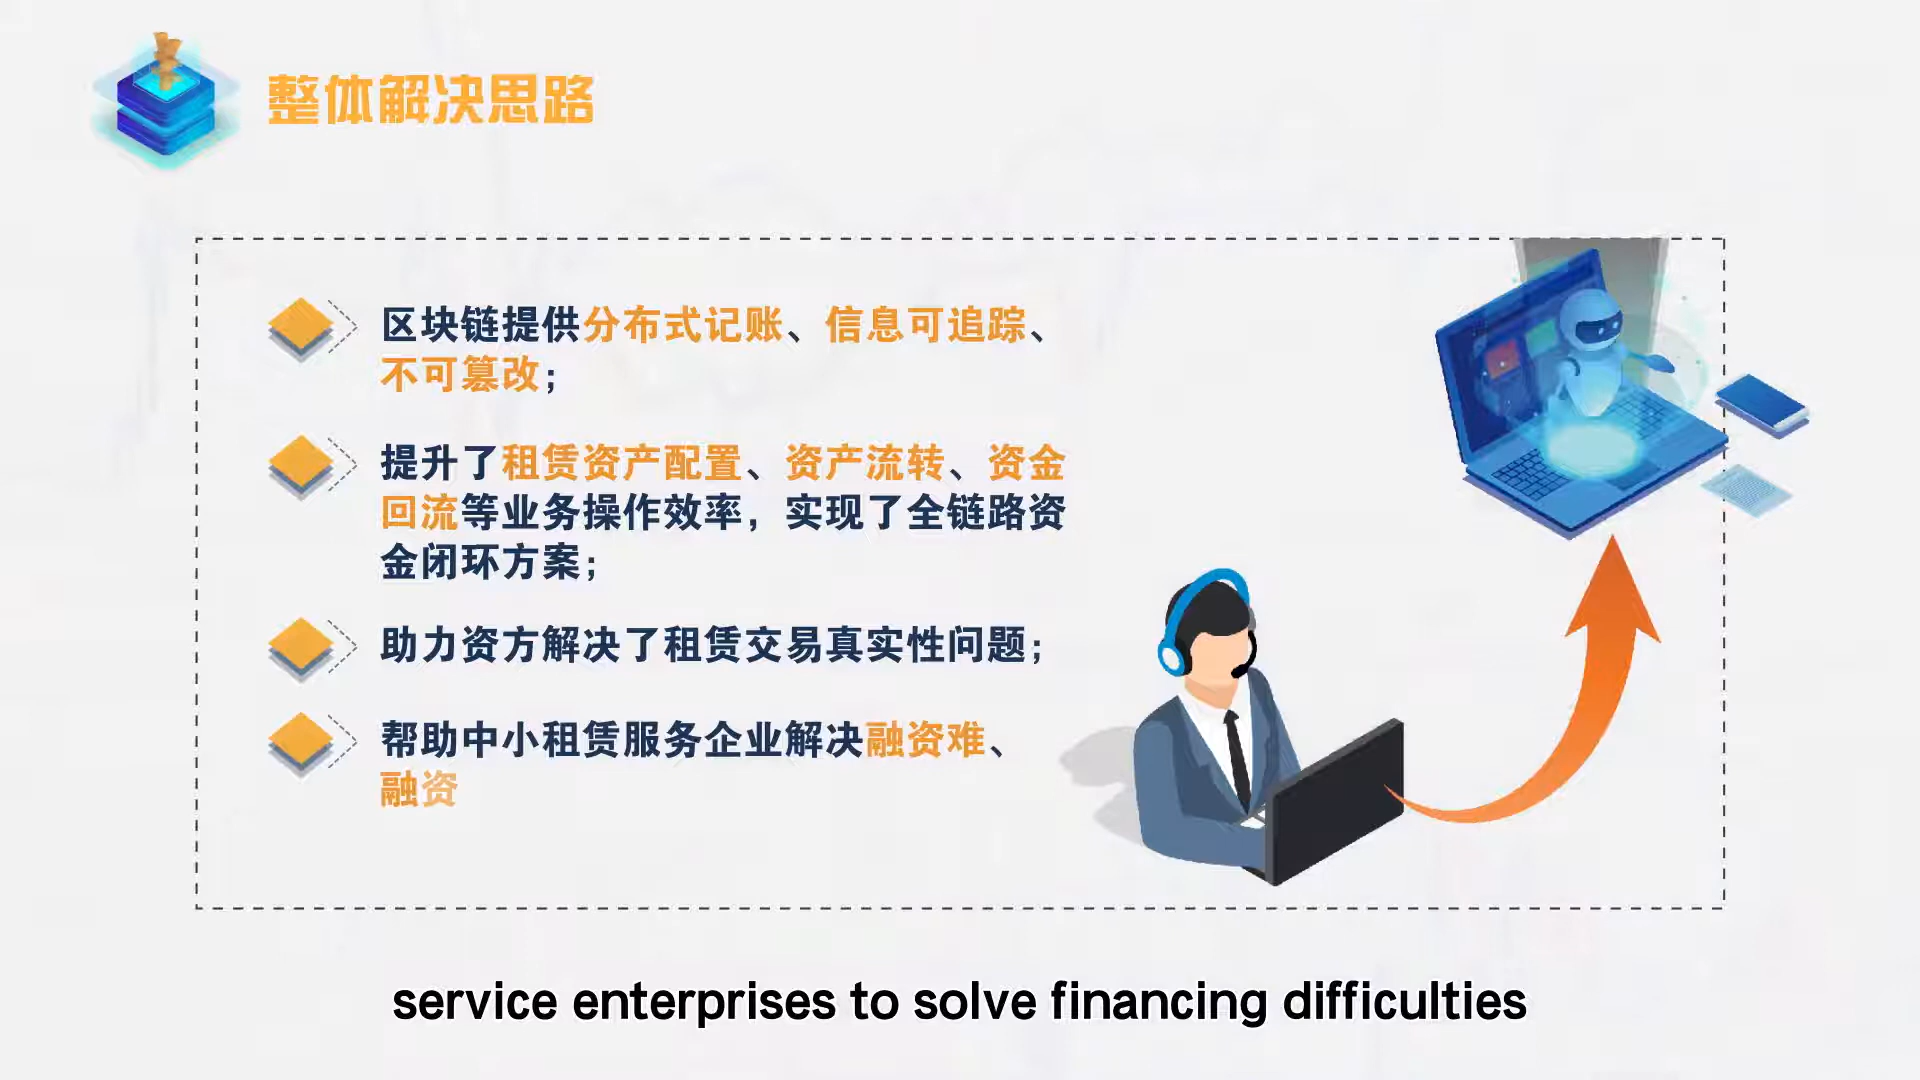 整体解决思路
区块链提供分布式记账、信息可追踪、
不可篡改；
提升了租赁资产配置、资产流转、资金
回流等业务操作效率，实现了全链路资
金闭环方案；
助力资方解决了租赁交易真实性问题；
帮助中小租赁服务企业解决融资难、
融资
service enterprises to solve financing difficulties